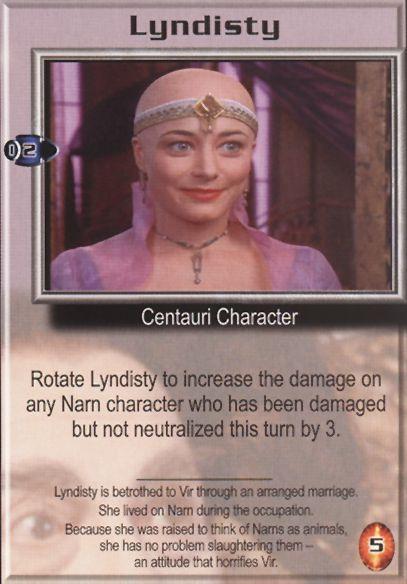 Lyndisty
0 2
Centauri Character
Rotate Lyndisty to increase the damage on
any Narn character who has been damaged
but not neutralized this turn by 3.
Lyndisty is betrothed to Vir through an arranged marriage.
She lived on Narn during the occupation.
Because she was raised to think of Narns as animals,
she has no problem slaughtering them –
an attitude that horrifies Vir.
5